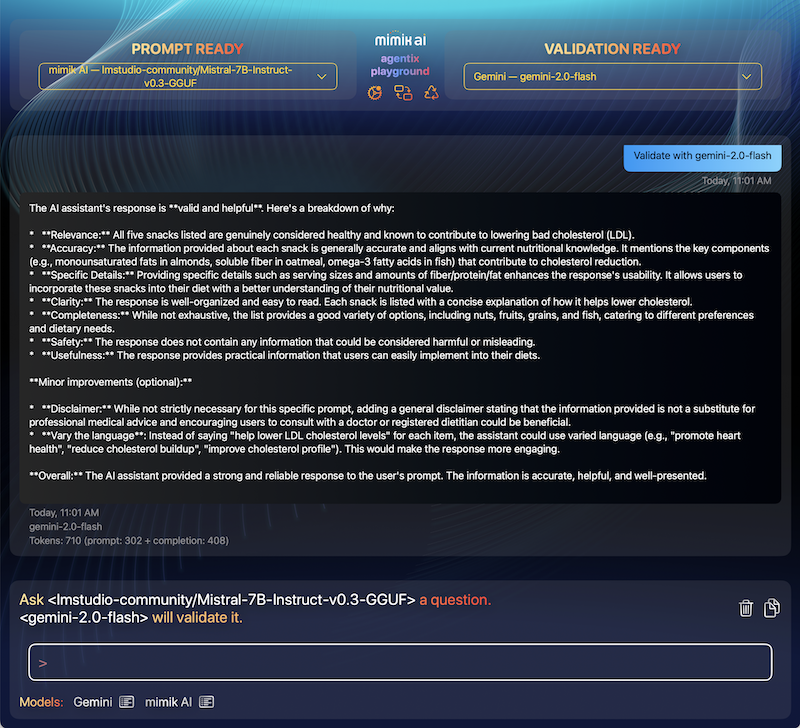 PROMPT READY
mimik AI — lmstudio-community/Mistral-7B-Instruct-
v0.3-GGUF
mimik ai
agentix
playground
VALIDATION READY
Gemini — gemini-2.0-flash
Validate with gemini-2.0-flash
Today, 11:01 AM
The AI assistant's response is **valid and helpful**. Here's a breakdown of why:
*   **Relevance:** All five snacks listed are genuinely considered healthy and known to contribute to lowering bad cholesterol (LDL).
*   **Accuracy:** The information provided about each snack is generally accurate and aligns with current nutritional knowledge. It mentions the key components
(e.g., monounsaturated fats in almonds, soluble fiber in oatmeal, omega-3 fatty acids in fish) that contribute to cholesterol reduction.
*   **Specific Details:** Providing specific details such as serving sizes and amounts of fiber/protein/fat enhances the response's usability. It allows users to
incorporate these snacks into their diet with a better understanding of their nutritional value.
*   **Clarity:** The response is well-organized and easy to read. Each snack is listed with a concise explanation of how it helps lower cholesterol.
*   **Completeness:** While not exhaustive, the list provides a good variety of options, including nuts, fruits, grains, and fish, catering to different preferences
and dietary needs.
*   **Safety:** The response does not contain any information that could be considered harmful or misleading.
*   **Usefulness:** The response provides practical information that users can easily implement into their diets.
**Minor improvements (optional):**
*   **Disclaimer:** While not strictly necessary for this specific prompt, adding a general disclaimer stating that the information provided is not a substitute for
professional medical advice and encouraging users to consult with a doctor or registered dietitian could be beneficial.
*   **Vary the language**: Instead of saying "help lower LDL cholesterol levels" for each item, the assistant could use varied language (e.g., "promote heart
health", "reduce cholesterol buildup", "improve cholesterol profile"). This would make the response more engaging.
**Overall:** The AI assistant provided a strong and reliable response to the user's prompt. The information is accurate, helpful, and well-presented.
Today, 11:01 AM
gemini-2.0-flash
Tokens: 710 (prompt: 302 + completion: 408)
Ask <lmstudio-community/Mistral-7B-Instruct-v0.3-GGUF> a question.
<gemini-2.0-flash> will validate it.
>
Models: Gemini mimik AI